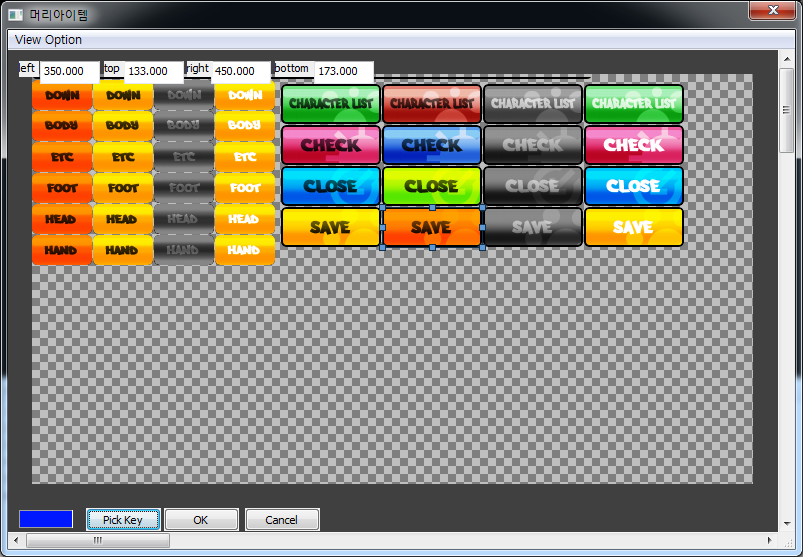 머리아이템
View Option
left 350.000 top 133.000 right 450.000 bottom 173.000
DOWN DOWN DOWN DOWN CHARACTER LIST CHARACTER LIST CHARACTER LIST CHARACTER LIST
BODY BODY BODY BODY CHECK CHECK CHECK CHECK
ETC ETC ETC ETC
FOOT FOOT FOOT FOOT CLOSE CLOSE CLOSE CLOSE
HEAD HEAD HEAD HEAD SAVE SAVE SAVE SAVE
HAND HAND HAND HAND
Pick Key OK Cancel